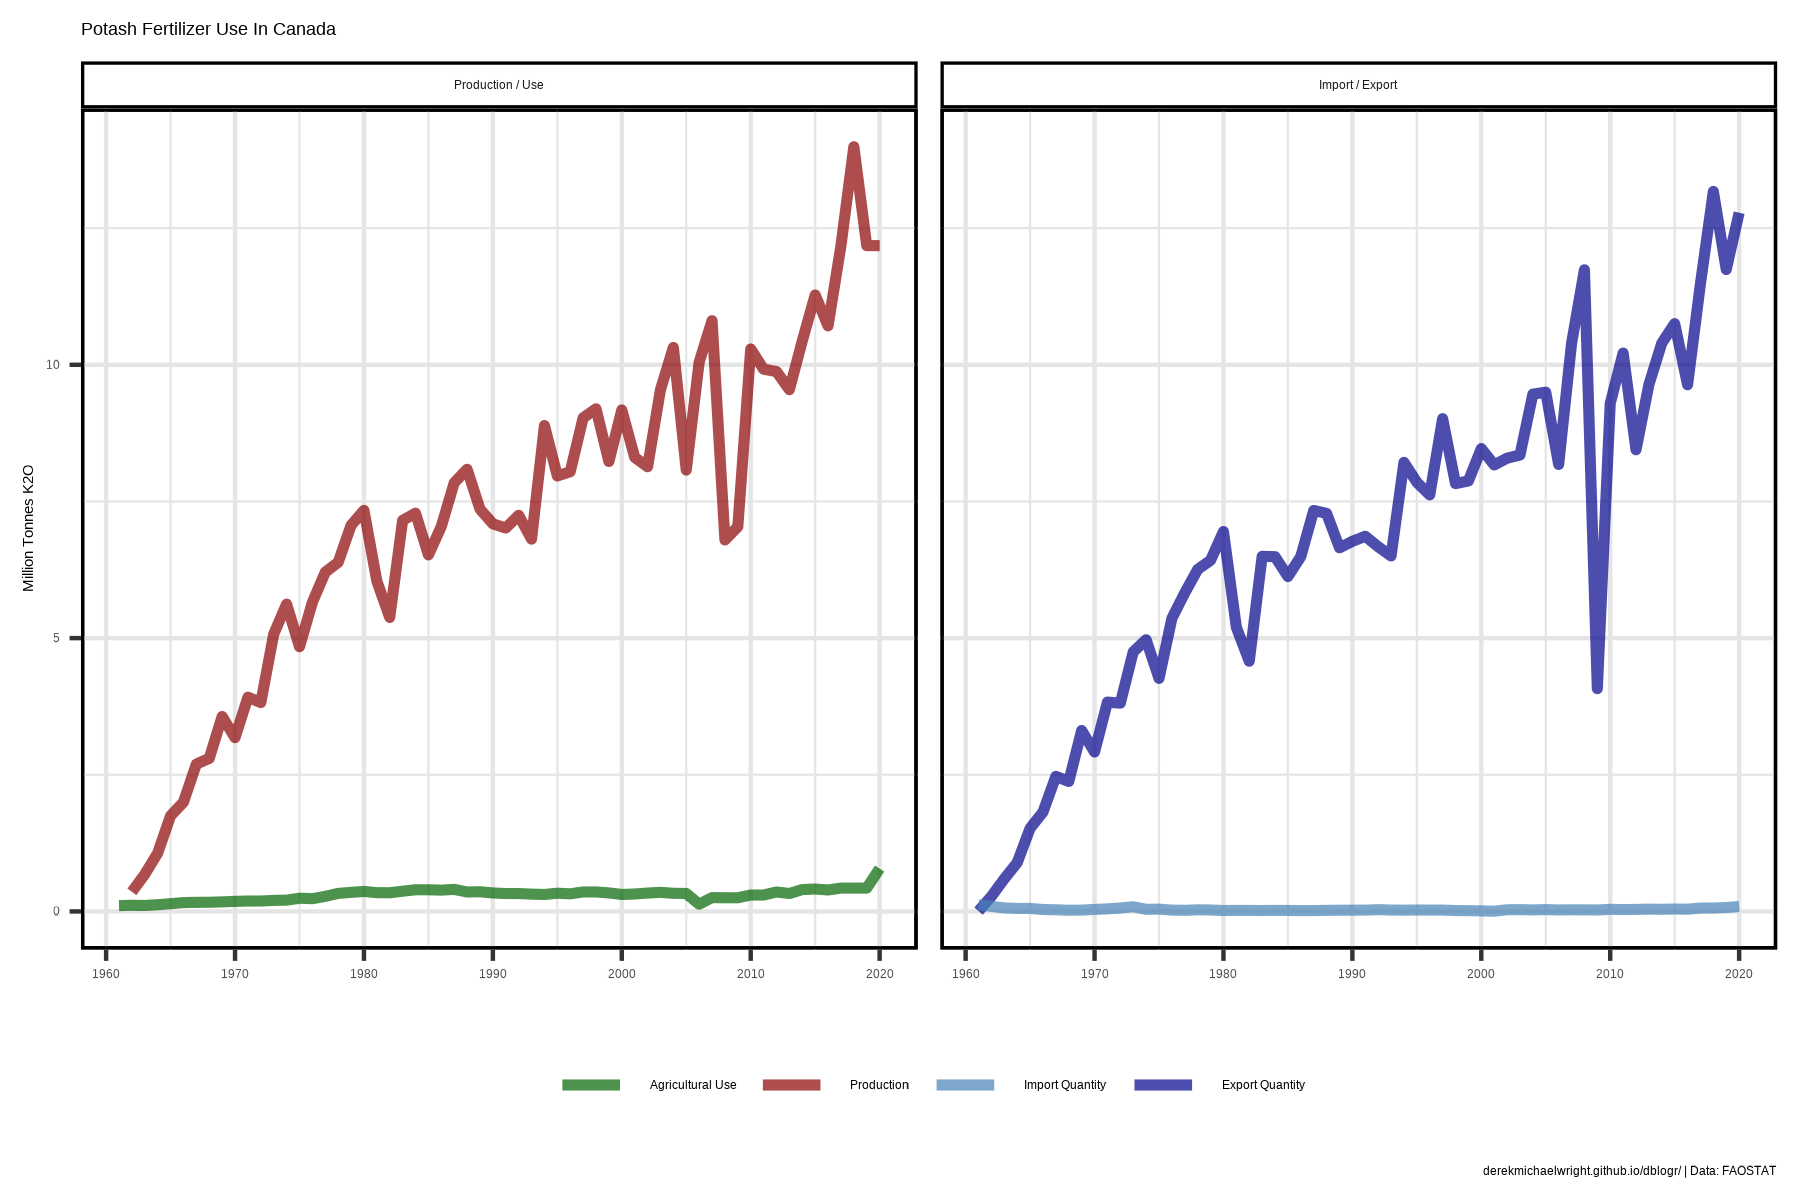 Potash Fertilizer Use In Canada
Production / Use
Import / Export
Million Tonnes K2O
10
5
0
1960 1970 1980 1990 2000 2010 2020
1960 1970 1980 1990 2000 2010 2020
Agricultural Use Production Import Quantity Export Quantity
derekmichaelwright.github.io/dblogr/ | Data: FAOSTAT